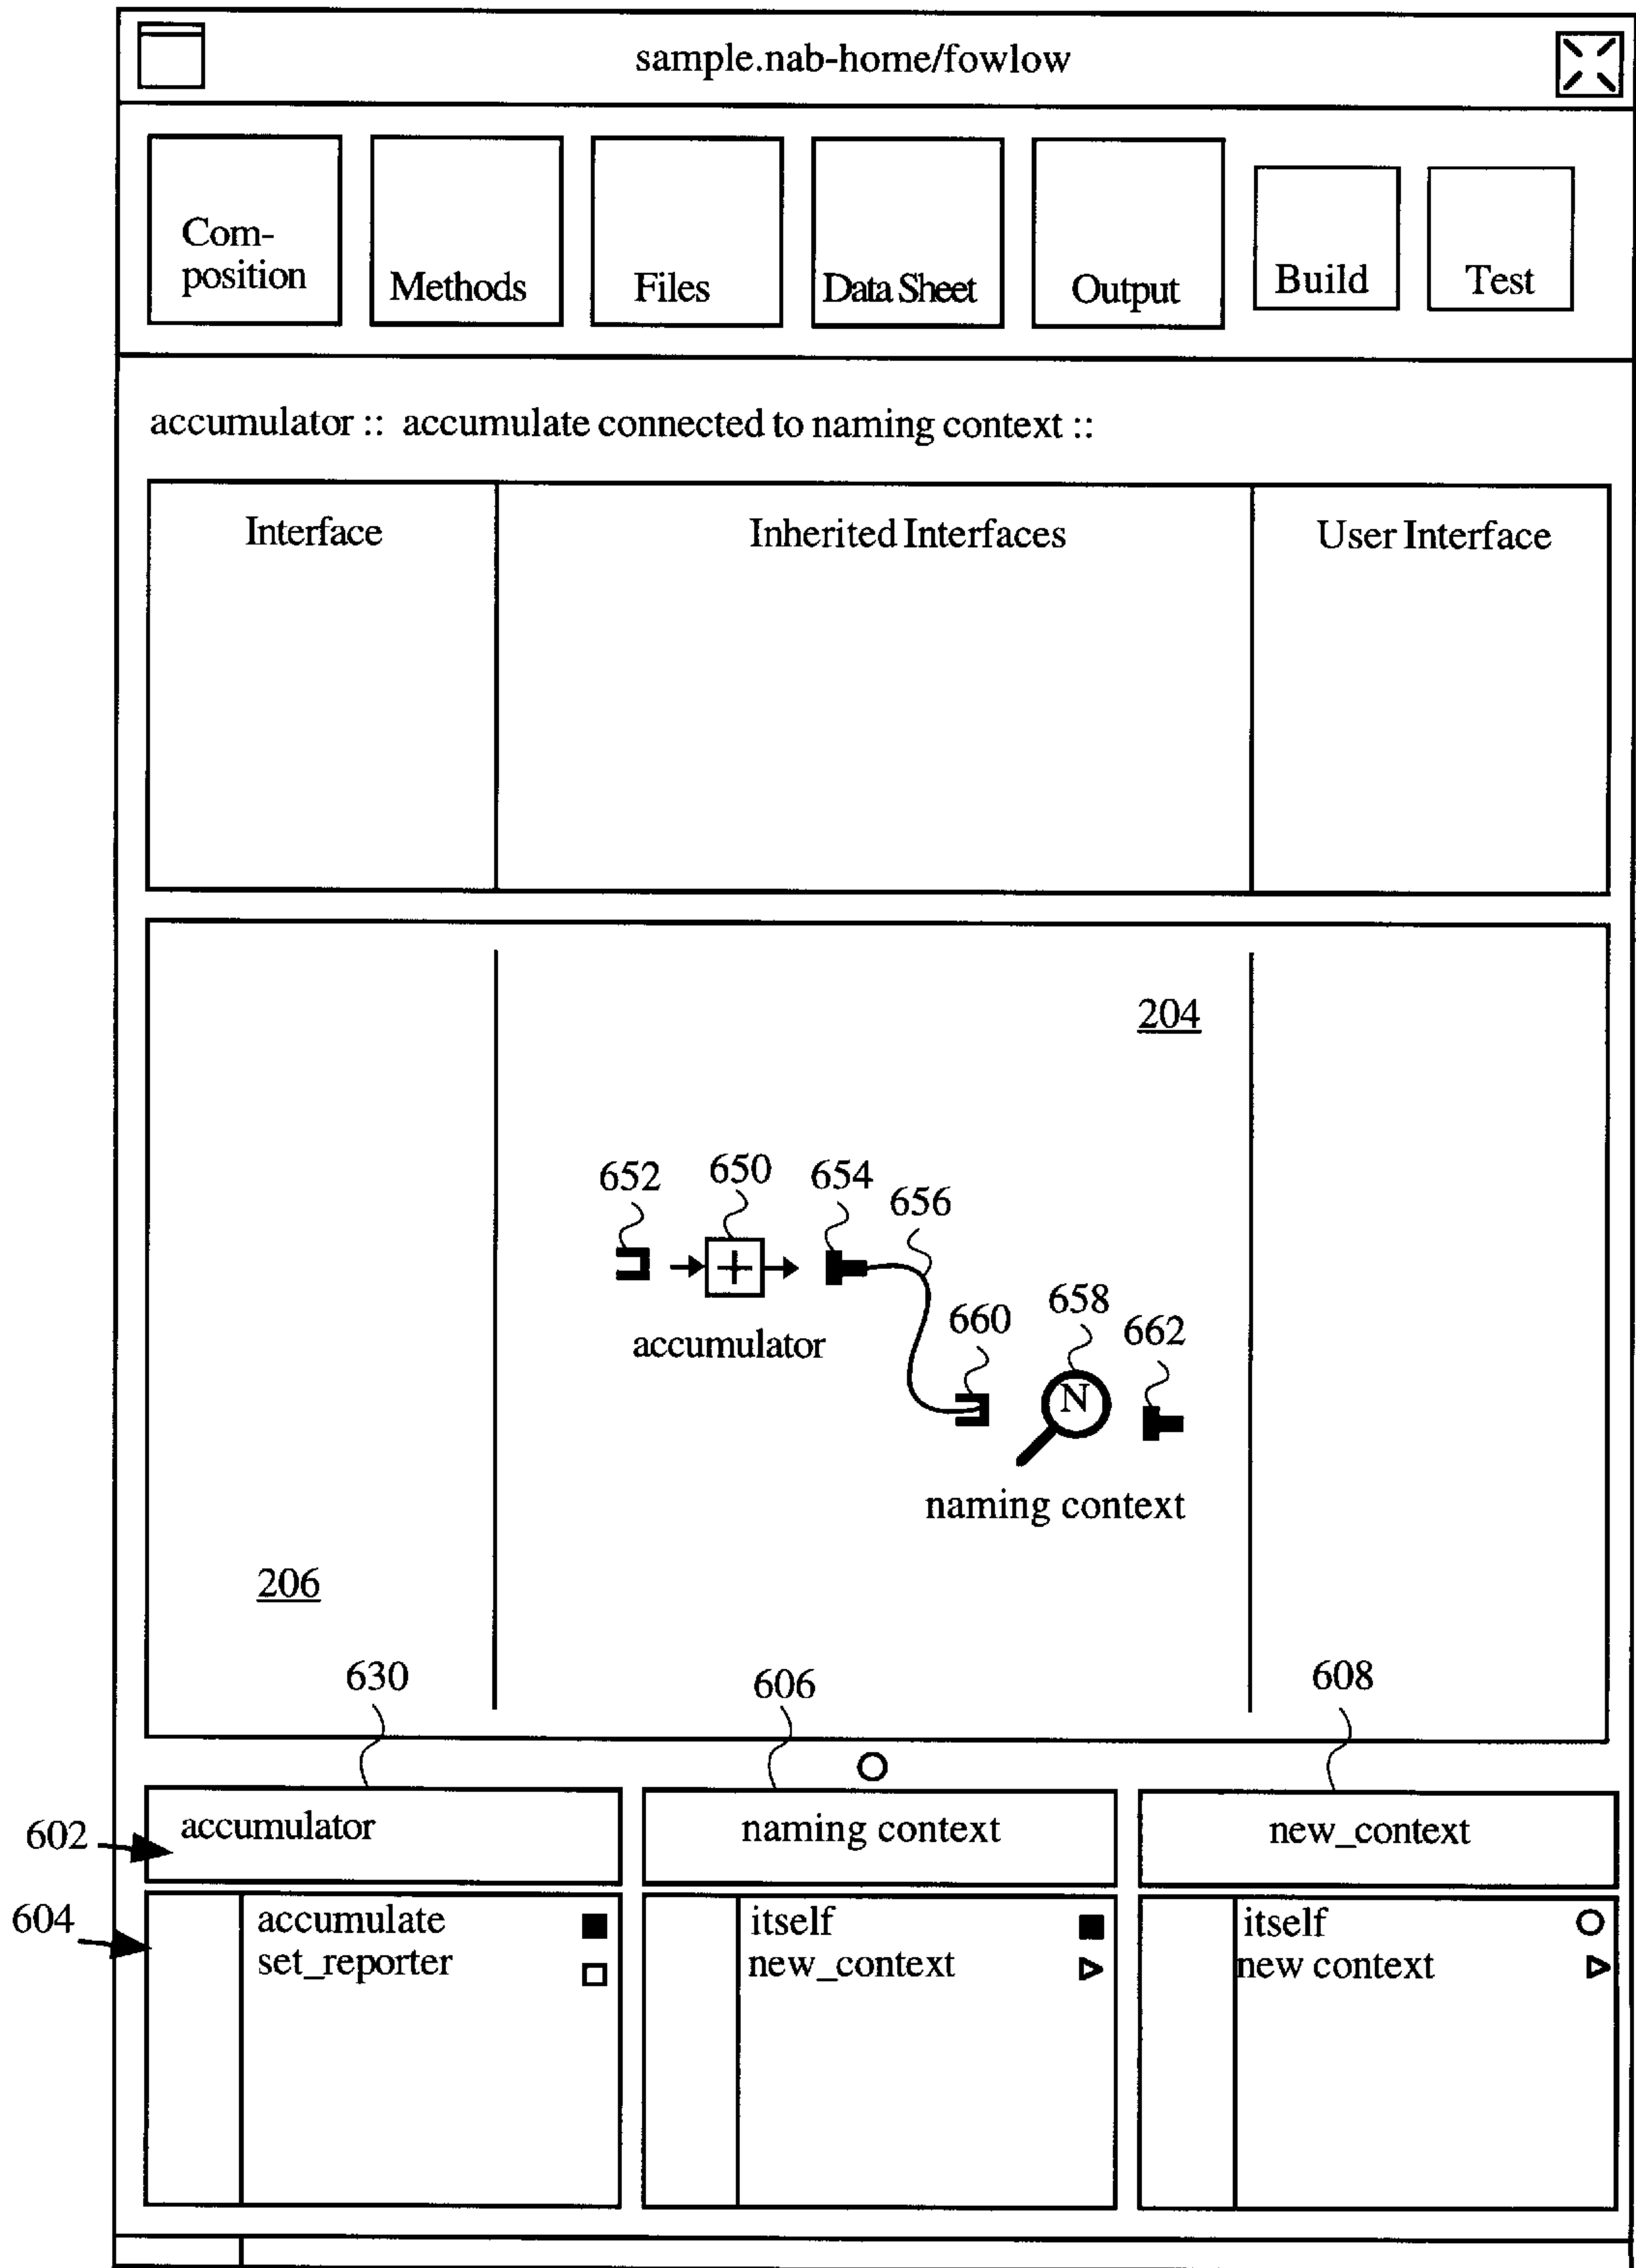 sample.nab-home/fowlow
Com-
position
Methods
Files
Data Sheet
Output
Build
Test
accumulator :: accumulate connected to naming context ::
Interface
Inherited Interfaces
User Interface
204
652
650
654
656
660
658
662
accumulator
N
naming context
206
630
606
608
602
accumulator
naming context
new_context
604
accumulate
set_reporter
itself
new_context
itself
new context